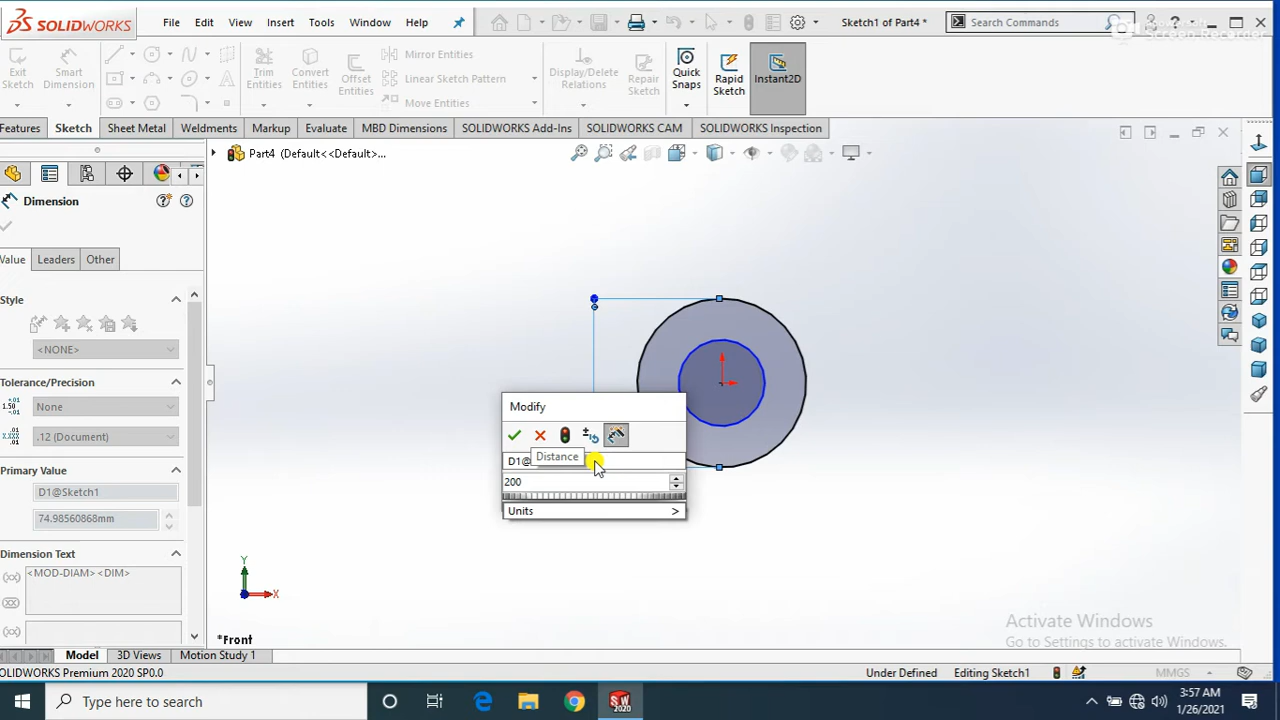 SOLIDWORKS File Edit View Insert Tools Window Help Sketch1 of Part4 * Search Commands
Screen Recorder
Exit Sketch
Smart Dimension
Trim Entities
Convert Entities
Offset Entities
Mirror Entities
Linear Sketch Pattern
Move Entities
Display/Delete Relations
Repair Sketch
Quick Snaps
Rapid Sketch
Instant2D
Features Sketch Sheet Metal Weldments Markup Evaluate MBD Dimensions SOLIDWORKS Add-Ins SOLIDWORKS CAM SOLIDWORKS Inspection
Part4 (Default<<Default>...
Dimension
Value Leaders Other
Style
<NONE>
Tolerance/Precision
1.50 None
.12 (Document)
Primary Value
D1@Sketch1
74.98560868mm
Dimension Text
<MOD-DIAM> <DIM>
Modify
D1@
Distance
200
Units >
Y
X
*Front
Activate Windows
Go to Settings to activate Windows.
Model 3D Views Motion Study 1
SOLIDWORKS Premium 2020 SP0.0 Under Defined Editing Sketch1 MMGS
Type here to search
SW
2020
3:57 AM
1/26/2021